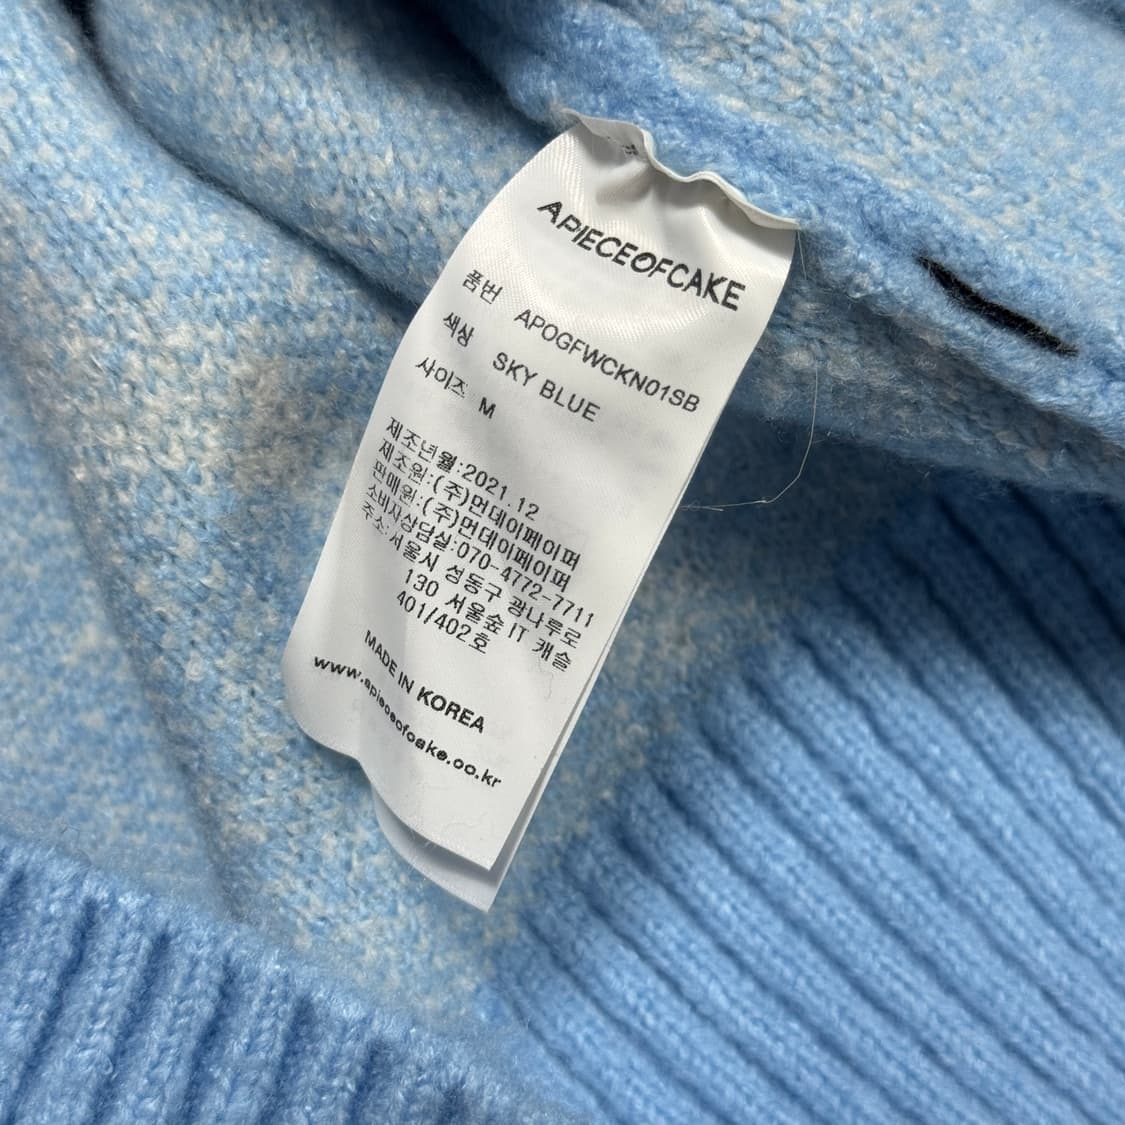 APIECEOFCAKE
품번 APOGFWCKN01SB
색상 SKY BLUE
사이즈 M
제조년월:2021.12
제조원:(주)먼데이페이퍼
판매원:(주)먼데이페이퍼
소비자상담실:070-4772-7711
주소:서울시 성동구 광나루로
130 서울숲 IT 캐슬
401/402호
MADE IN KOREA
www.apieceofcake.co.kr